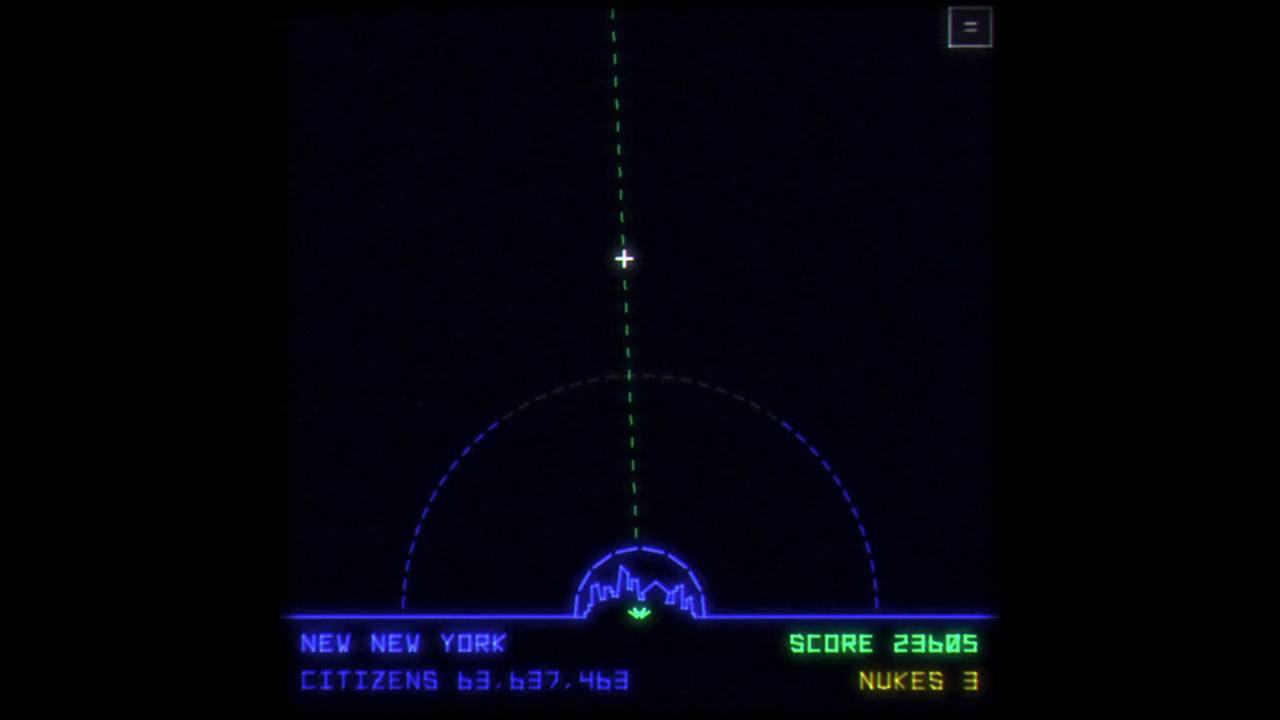 NEW NEW YORK
SCORE 23605
CITIZENS 63,637,463
NUKES 3